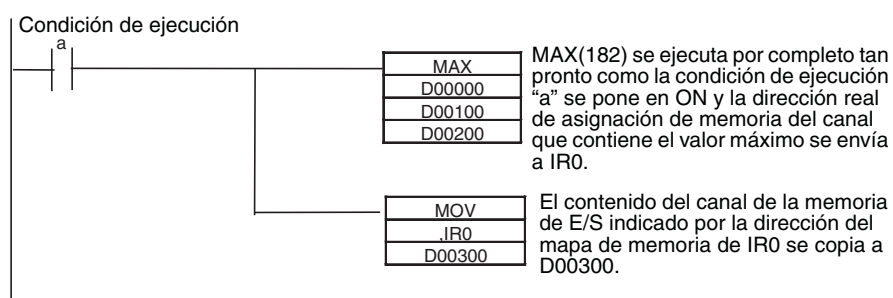 Condición de ejecución
a
MAX
D00000
D00100
D00200
MAX(182) se ejecuta por completo tan
pronto como la condición de ejecución
“a” se pone en ON y la dirección real
de asignación de memoria del canal
que contiene el valor máximo se envía
a IR0.
MOV
,IR0
D00300
El contenido del canal de la memoria
de E/S indicado por la dirección del
mapa de memoria de IR0 se copia a
D00300.